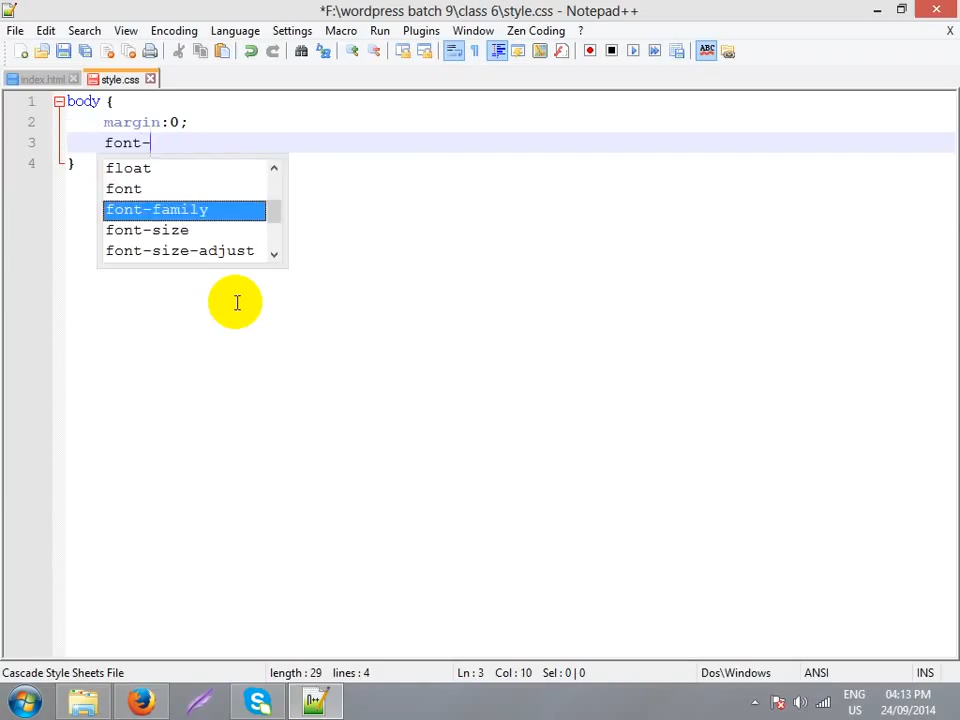 *F:\wordpress batch 9\class 6\style.css - Notepad++
File Edit Search View Encoding Language Settings Macro Run Plugins Window Zen Coding ? X
index.html style.css
1 body {
2 margin:0;
3 font-
4 }
float
font
font-family
font-size
font-size-adjust
Cascade Style Sheets File length : 29 lines : 4 Ln : 3 Col : 10 Sel : 0 | 0 Dos\Windows ANSI INS
ENG 04:13 PM
US 24/09/2014